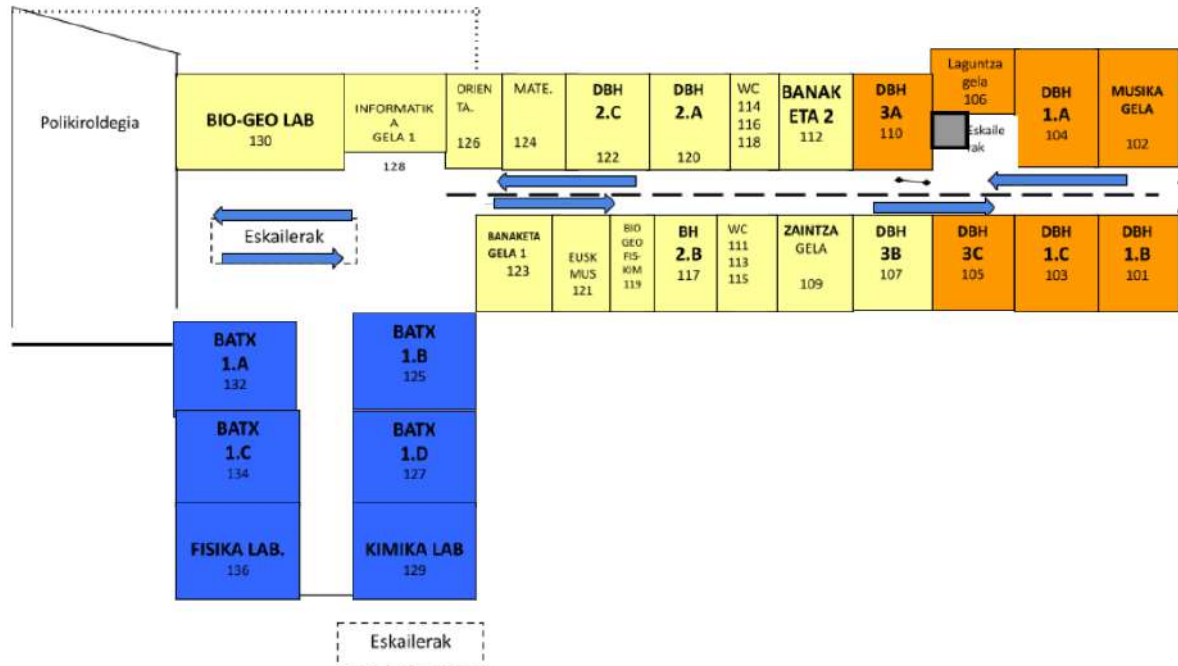 Polikiroldegia
BIO-GEO LAB
130
INFORMATIK
A
GELA 1
128
ORIEN
TA.
126
MATE.
124
DBH
2.C
122
DBH
2.A
120
WC
114
116
118
BANAK
ETA 2
112
DBH
3A
110
Laguntza
gela
106
Eskaile
rak
DBH
1.A
104
MUSIKA
GELA
102
Eskailerak
BANAKETA
GELA 1
123
EUSK
MUS
121
BIO
GEO
FIS-
KIM
119
BH
2.B
117
WC
111
113
115
ZAINTZA
GELA
109
DBH
3B
107
DBH
3C
105
DBH
1.C
103
DBH
1.B
101
BATX
1.A
132
BATX
1.B
125
BATX
1.C
134
BATX
1.D
127
FISIKA LAB.
136
KIMIKA LAB
129
Eskailerak